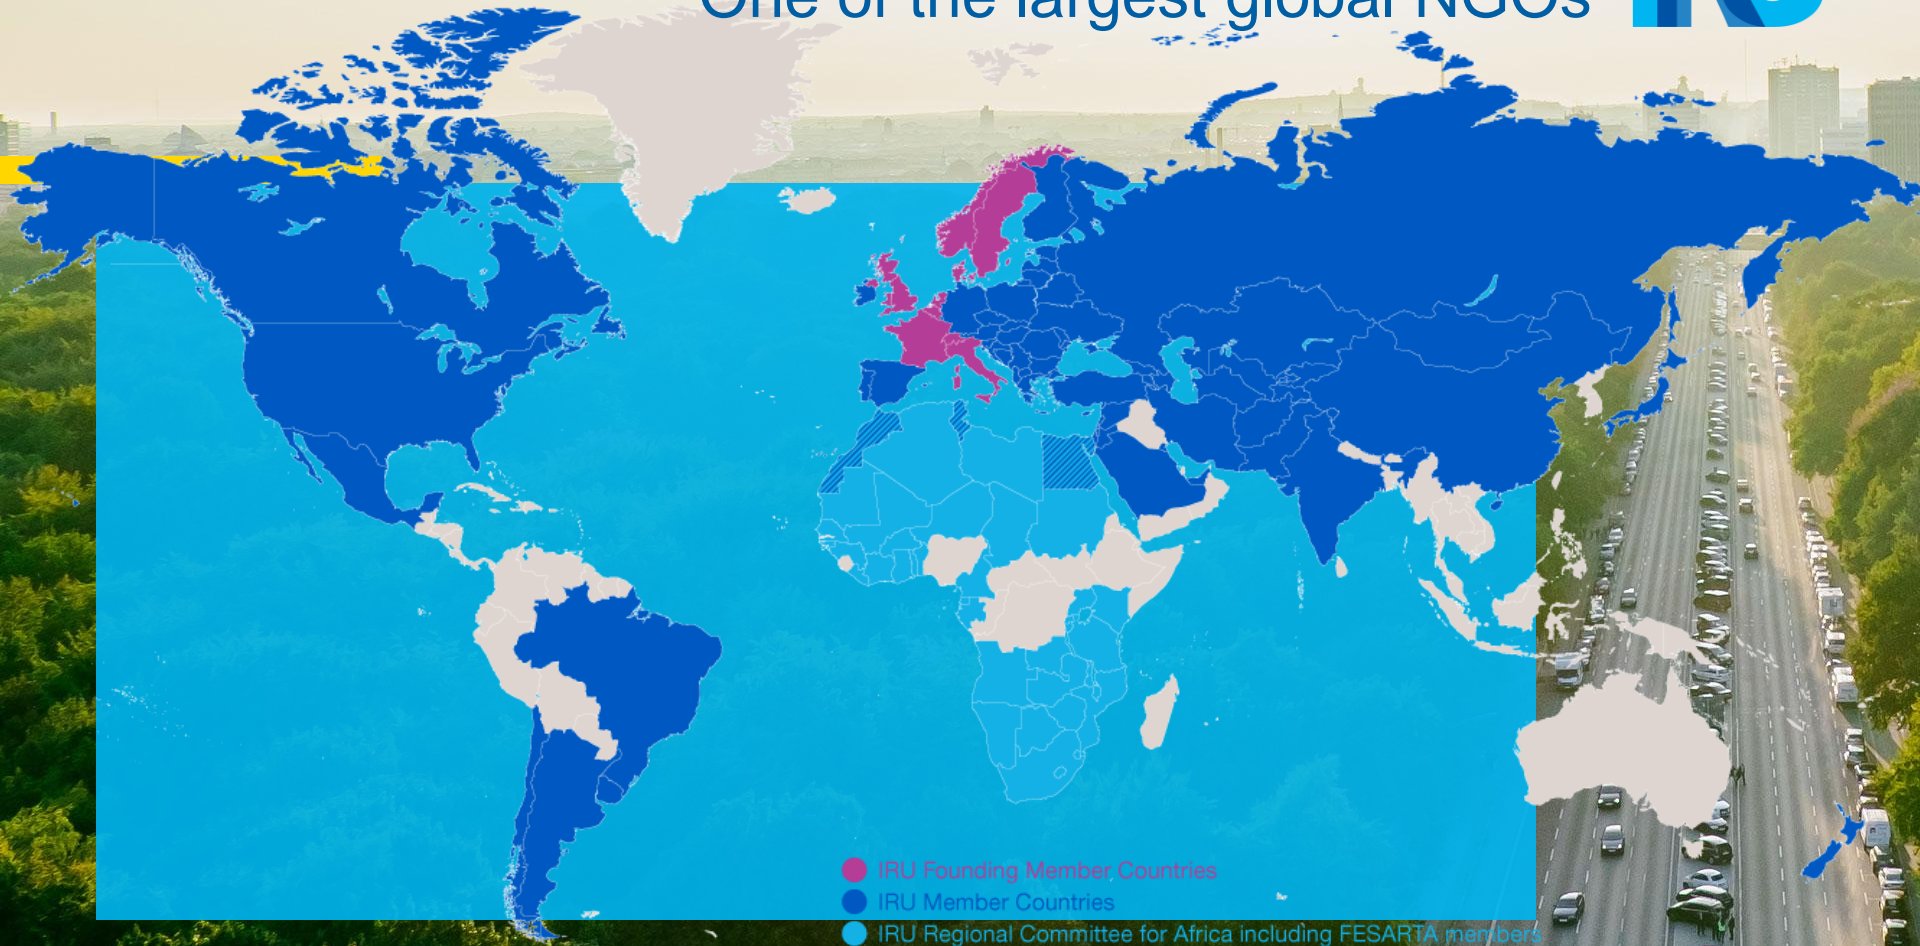 One of the largest global NGOs
IRU
IRU Founding Member Countries
IRU Member Countries
IRU Regional Committee for Africa including FESARTA members